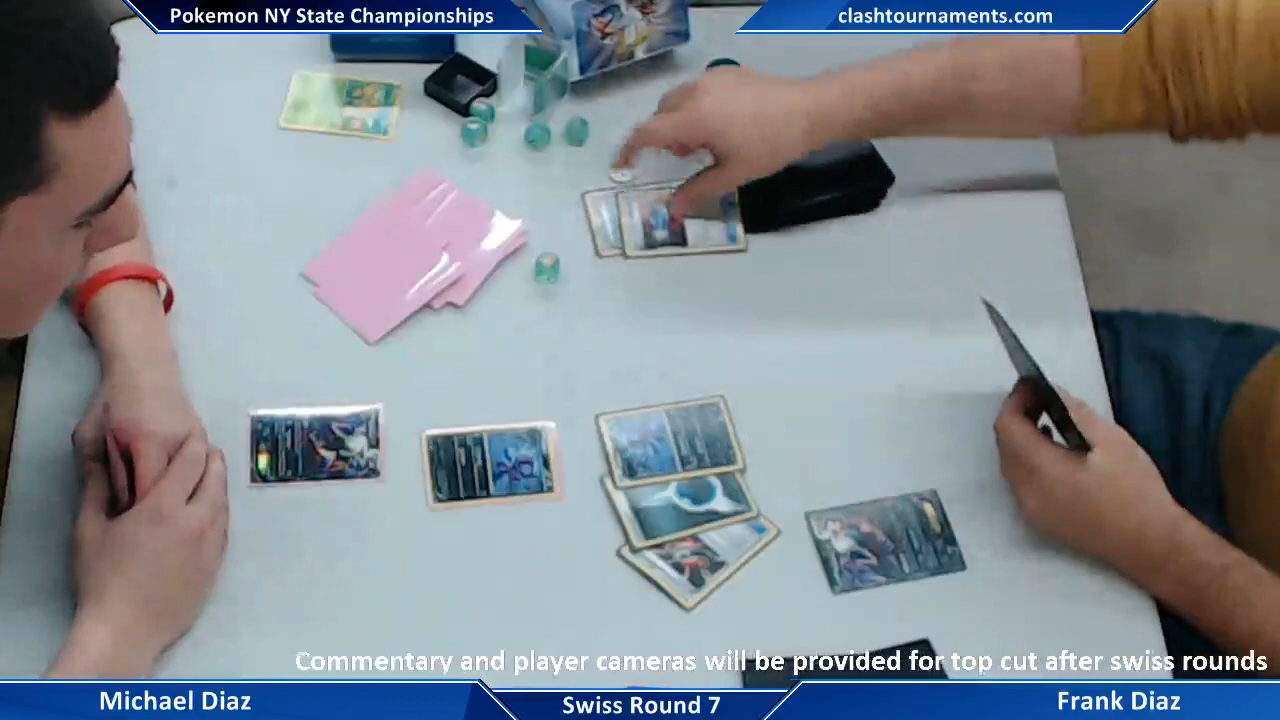 Pokemon NY State Championships
clashtournaments.com
Commentary and player cameras will be provided for top cut after swiss rounds
Michael Diaz
Swiss Round 7
Frank Diaz